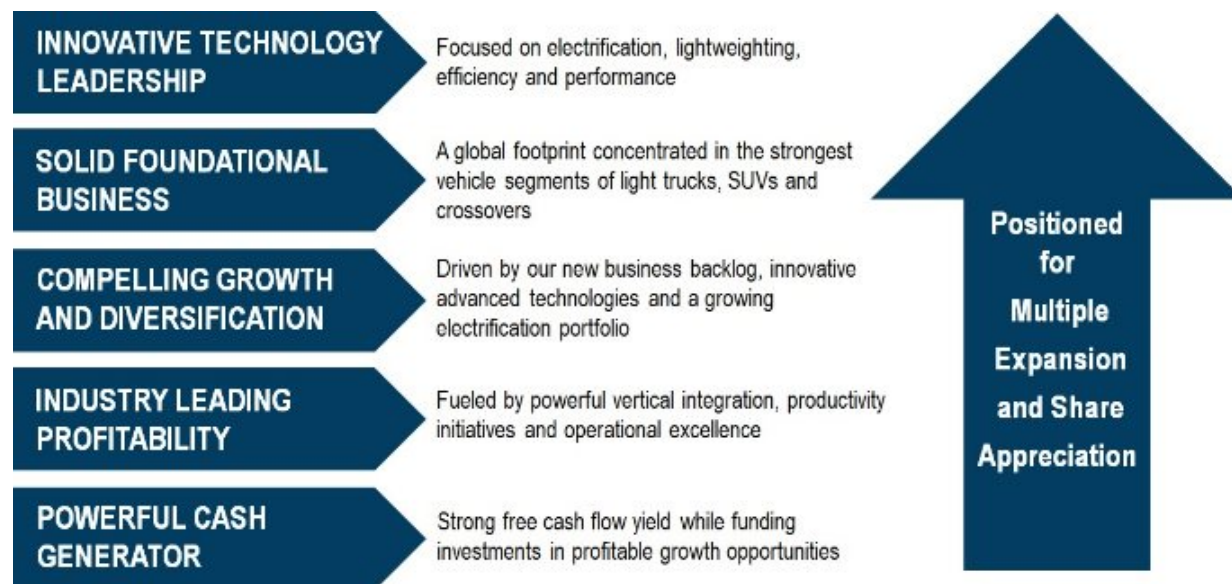 INNOVATIVE TECHNOLOGY
LEADERSHIP
Focused on electrification, lightweighting,
efficiency and performance
SOLID FOUNDATIONAL
BUSINESS
A global footprint concentrated in the strongest
vehicle segments of light trucks, SUVs and
crossovers
COMPELLING GROWTH
AND DIVERSIFICATION
Driven by our new business backlog, innovative
advanced technologies and a growing
electrification portfolio
INDUSTRY LEADING
PROFITABILITY
Fueled by powerful vertical integration, productivity
initiatives and operational excellence
POWERFUL CASH
GENERATOR
Strong free cash flow yield while funding
investments in profitable growth opportunities
Positioned
for
Multiple
Expansion
and Share
Appreciation